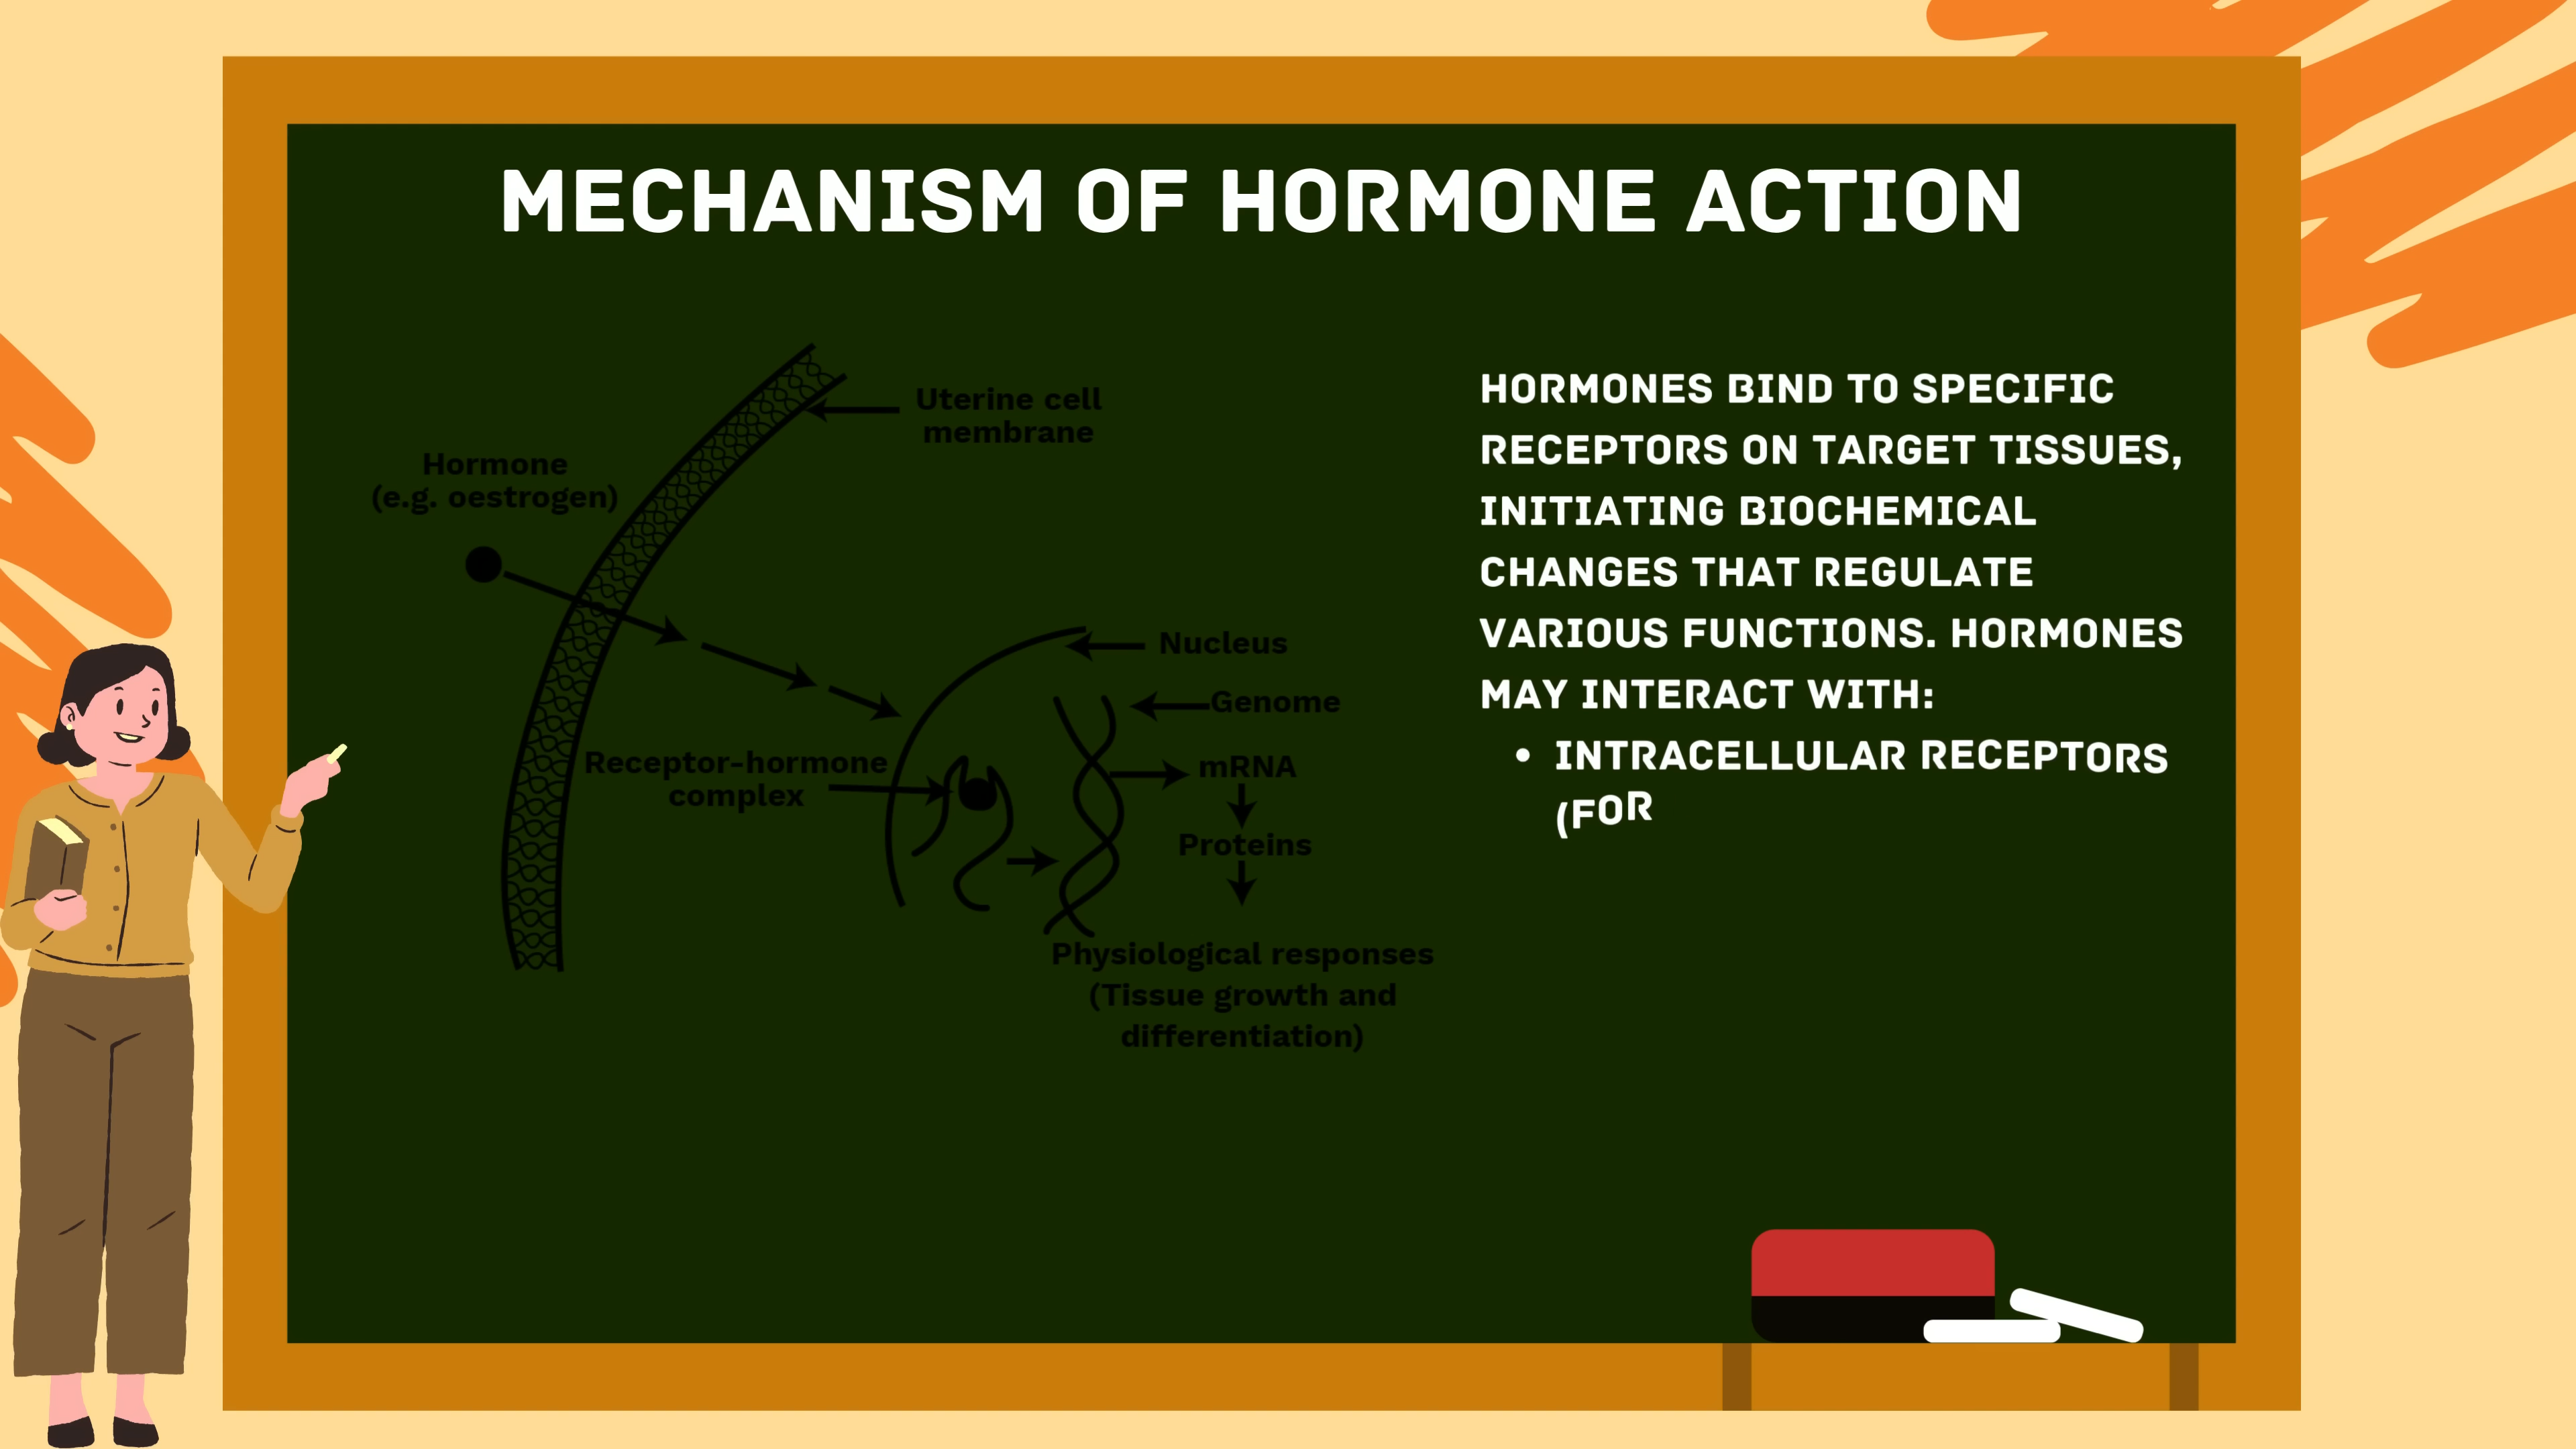 MECHANISM OF HORMONE ACTION
Uterine cell
membrane
Hormone
(e.g. oestrogen)
Nucleus
Genome
Receptor-hormone
complex
mRNA
Proteins
Physiological responses
(Tissue growth and
differentiation)
HORMONES BIND TO SPECIFIC
RECEPTORS ON TARGET TISSUES,
INITIATING BIOCHEMICAL
CHANGES THAT REGULATE
VARIOUS FUNCTIONS. HORMONES
MAY INTERACT WITH:
• INTRACELLULAR RECEPTORS
(FOR